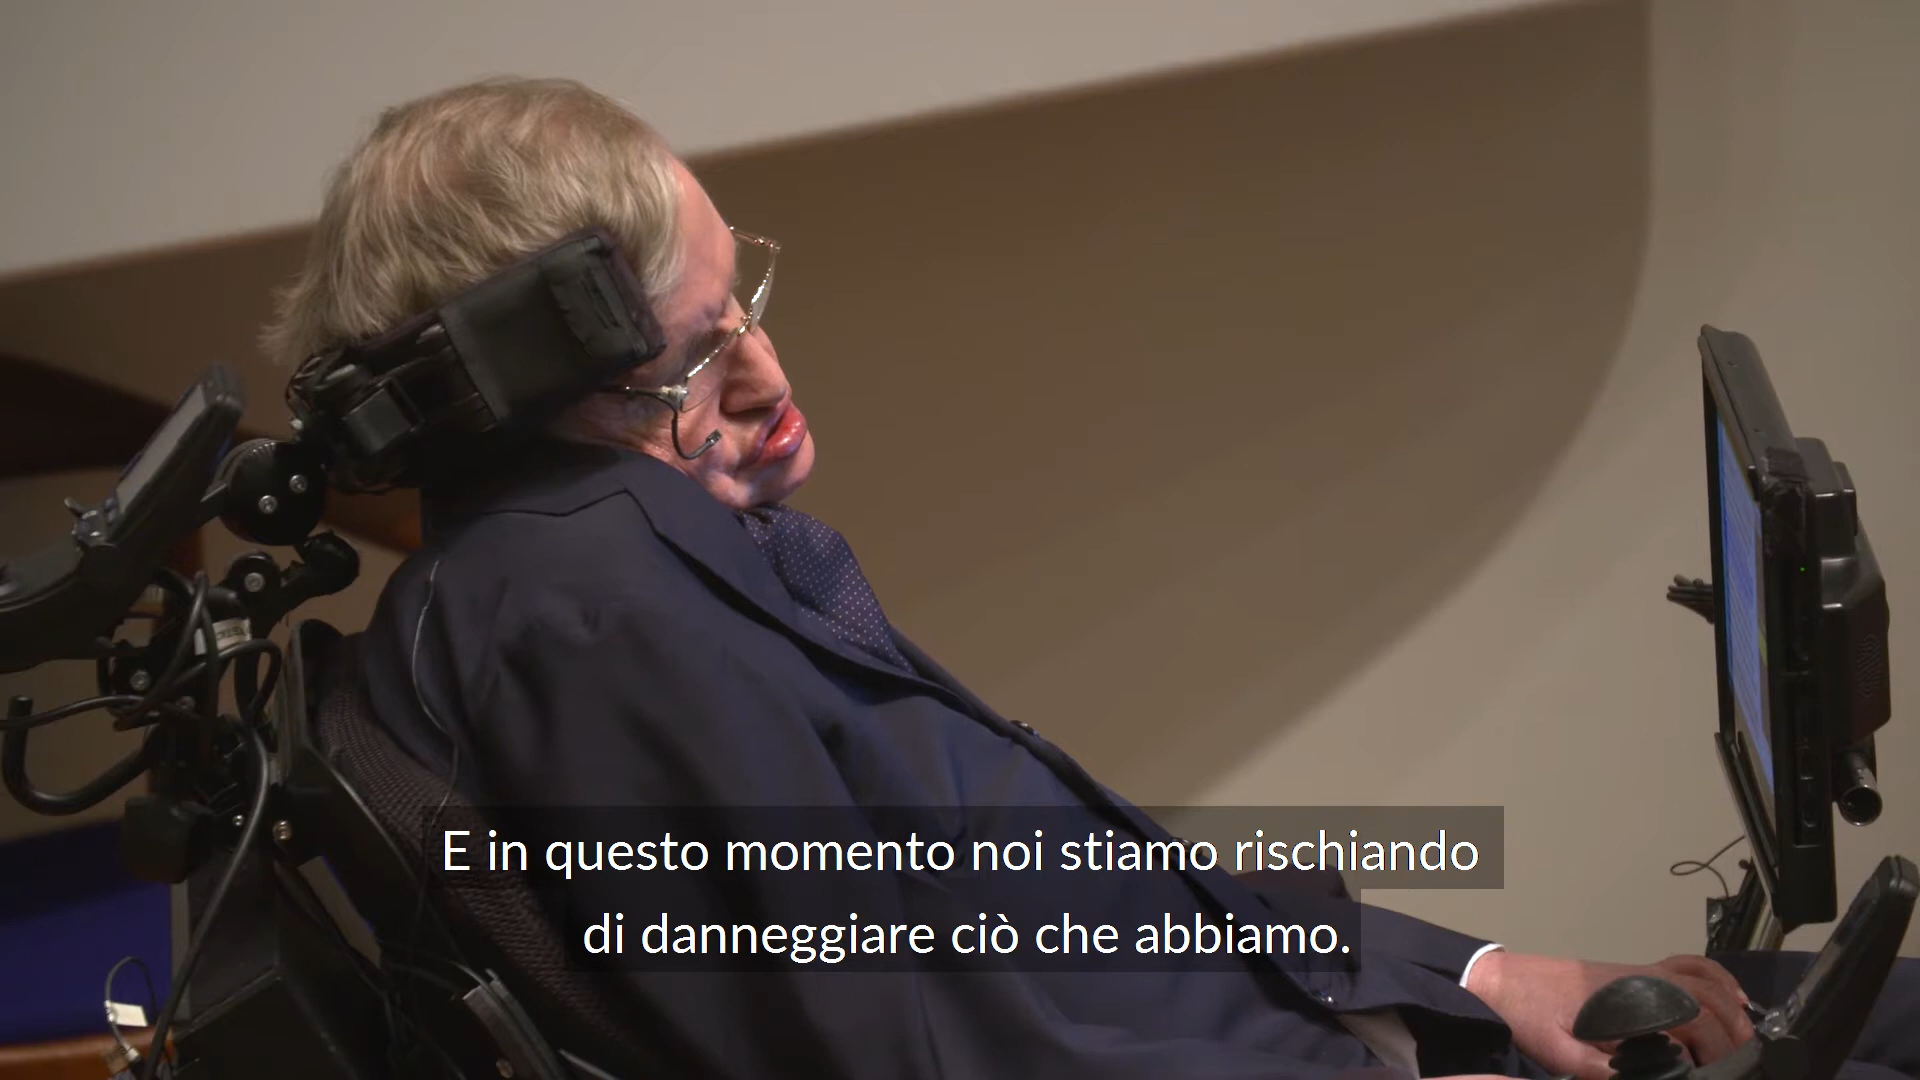 E in questo momento noi stiamo rischiando
di danneggiare ciò che abbiamo.